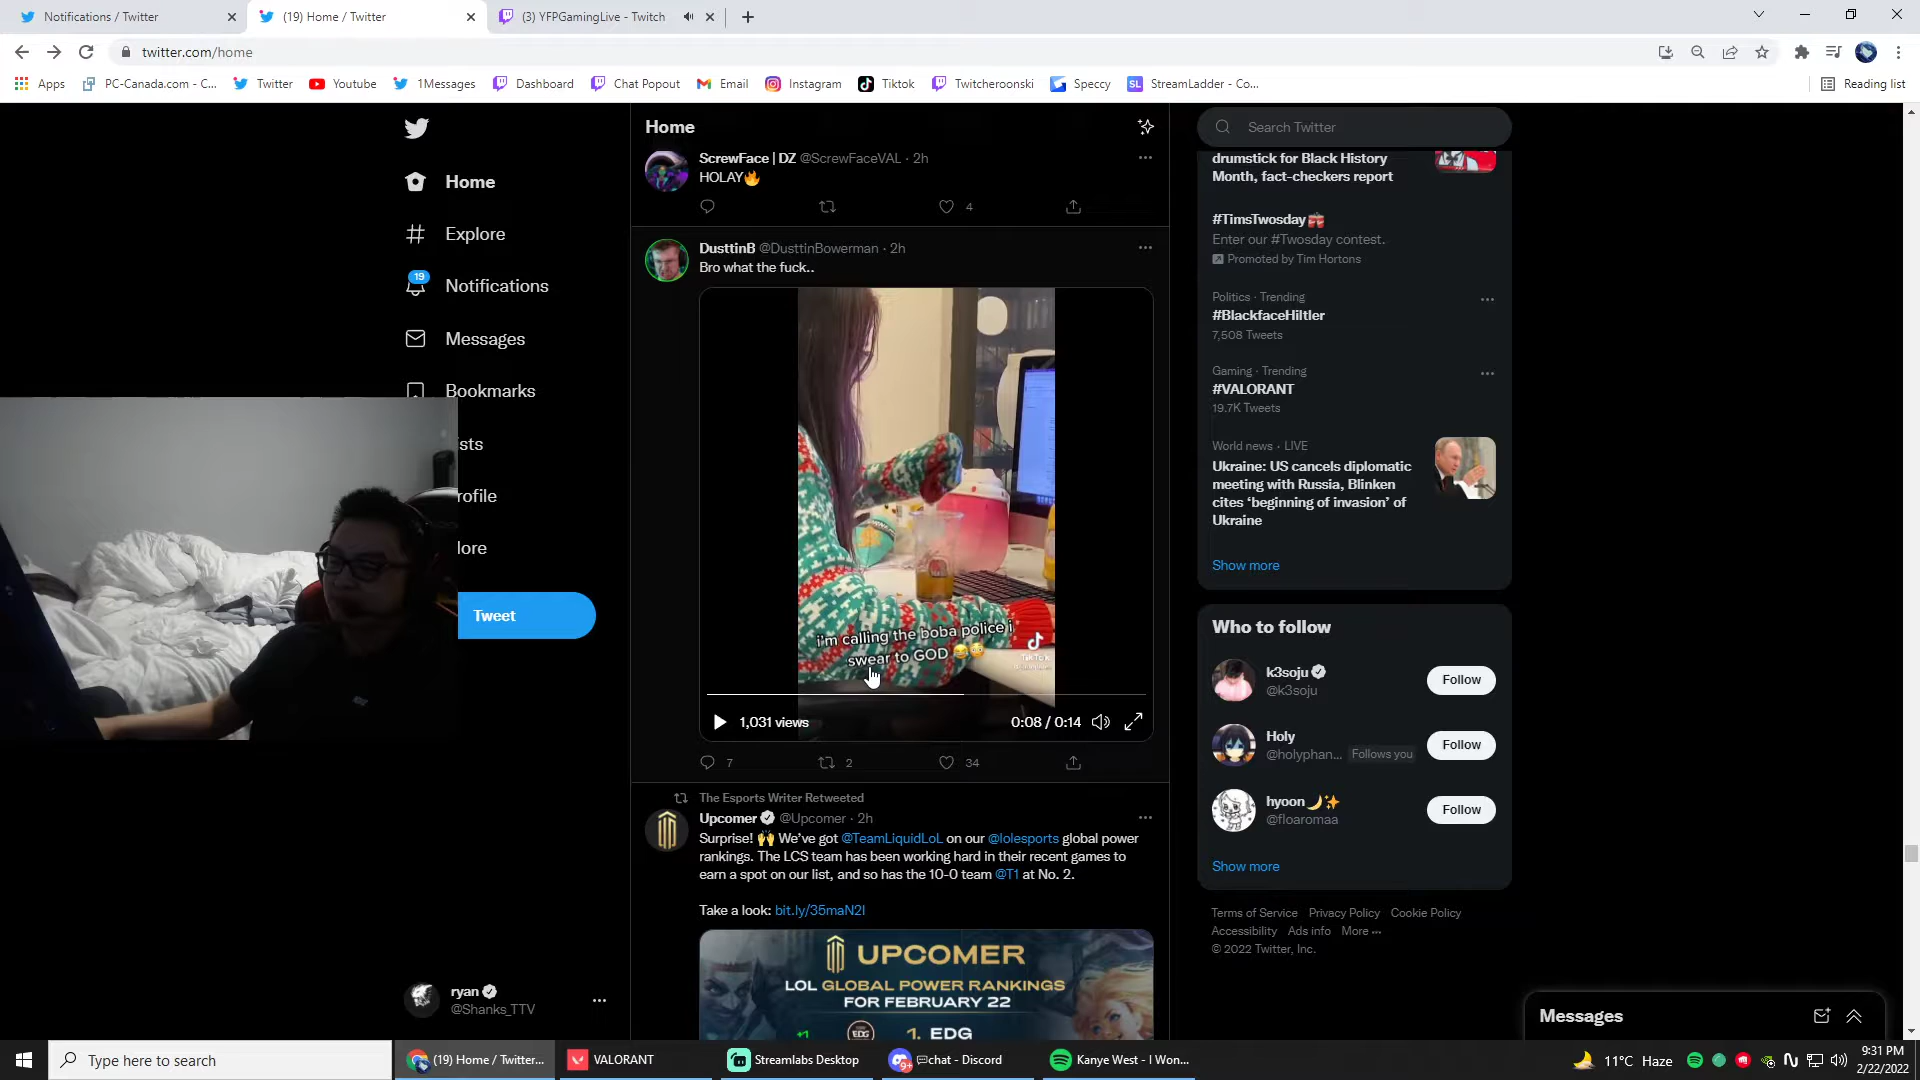 Notifications / Twitter
(19) Home / Twitter
(3) YFPGamingLive - Twitch
twitter.com/home
Apps
PC-Canada.com - C...
Twitter
Youtube
1Messages
Dashboard
Chat Popout
Email
Instagram
Tiktok
Twitcheroonski
Speccy
SL StreamLadder - Co...
Reading list
Home
Explore
19
Notifications
Messages
Bookmarks
ists
rofile
lore
Tweet
ryan
@Shanks_TTV
Home
ScrewFace | DZ @ScrewFaceVAL · 2h
HOLAY🔥
4
DusttinB @DusttinBowerman · 2h
Bro what the fuck..
i'm calling the boba police i
swear to GOD 😂😳
TikTok
1,031 views
0:08 / 0:14
7
2
34
The Esports Writer Retweeted
Upcomer @Upcomer · 2h
Surprise! 🙌 We've got @TeamLiquidLoL on our @lolesports global power
rankings. The LCS team has been working hard in their recent games to
earn a spot on our list, and so has the 10-0 team @T1 at No. 2.
Take a look: bit.ly/35maN2I
UPCOMER
LOL GLOBAL POWER RANKINGS
FOR FEBRUARY 22
+1
EDG
1. EDG
Search Twitter
drumstick for Black History
Month, fact-checkers report
#TimsTwosday
Enter our #Twosday contest.
Promoted by Tim Hortons
Politics · Trending
#BlackfaceHiltler
7,508 Tweets
Gaming · Trending
#VALORANT
19.7K Tweets
World news · LIVE
Ukraine: US cancels diplomatic
meeting with Russia, Blinken
cites ‘beginning of invasion’ of
Ukraine
Show more
Who to follow
k3soju
@k3soju
Follow
Holy
@holyphan... Follows you
Follow
hyoon 🌙✨
@floaromaa
Follow
Show more
Terms of Service Privacy Policy Cookie Policy
Accessibility Ads info More ···
© 2022 Twitter, Inc.
Messages
Type here to search
(19) Home / Twitter...
VALORANT
Streamlabs Desktop
9+
chat - Discord
Kanye West - I Won...
11°C Haze
9:31 PM
2/22/2022